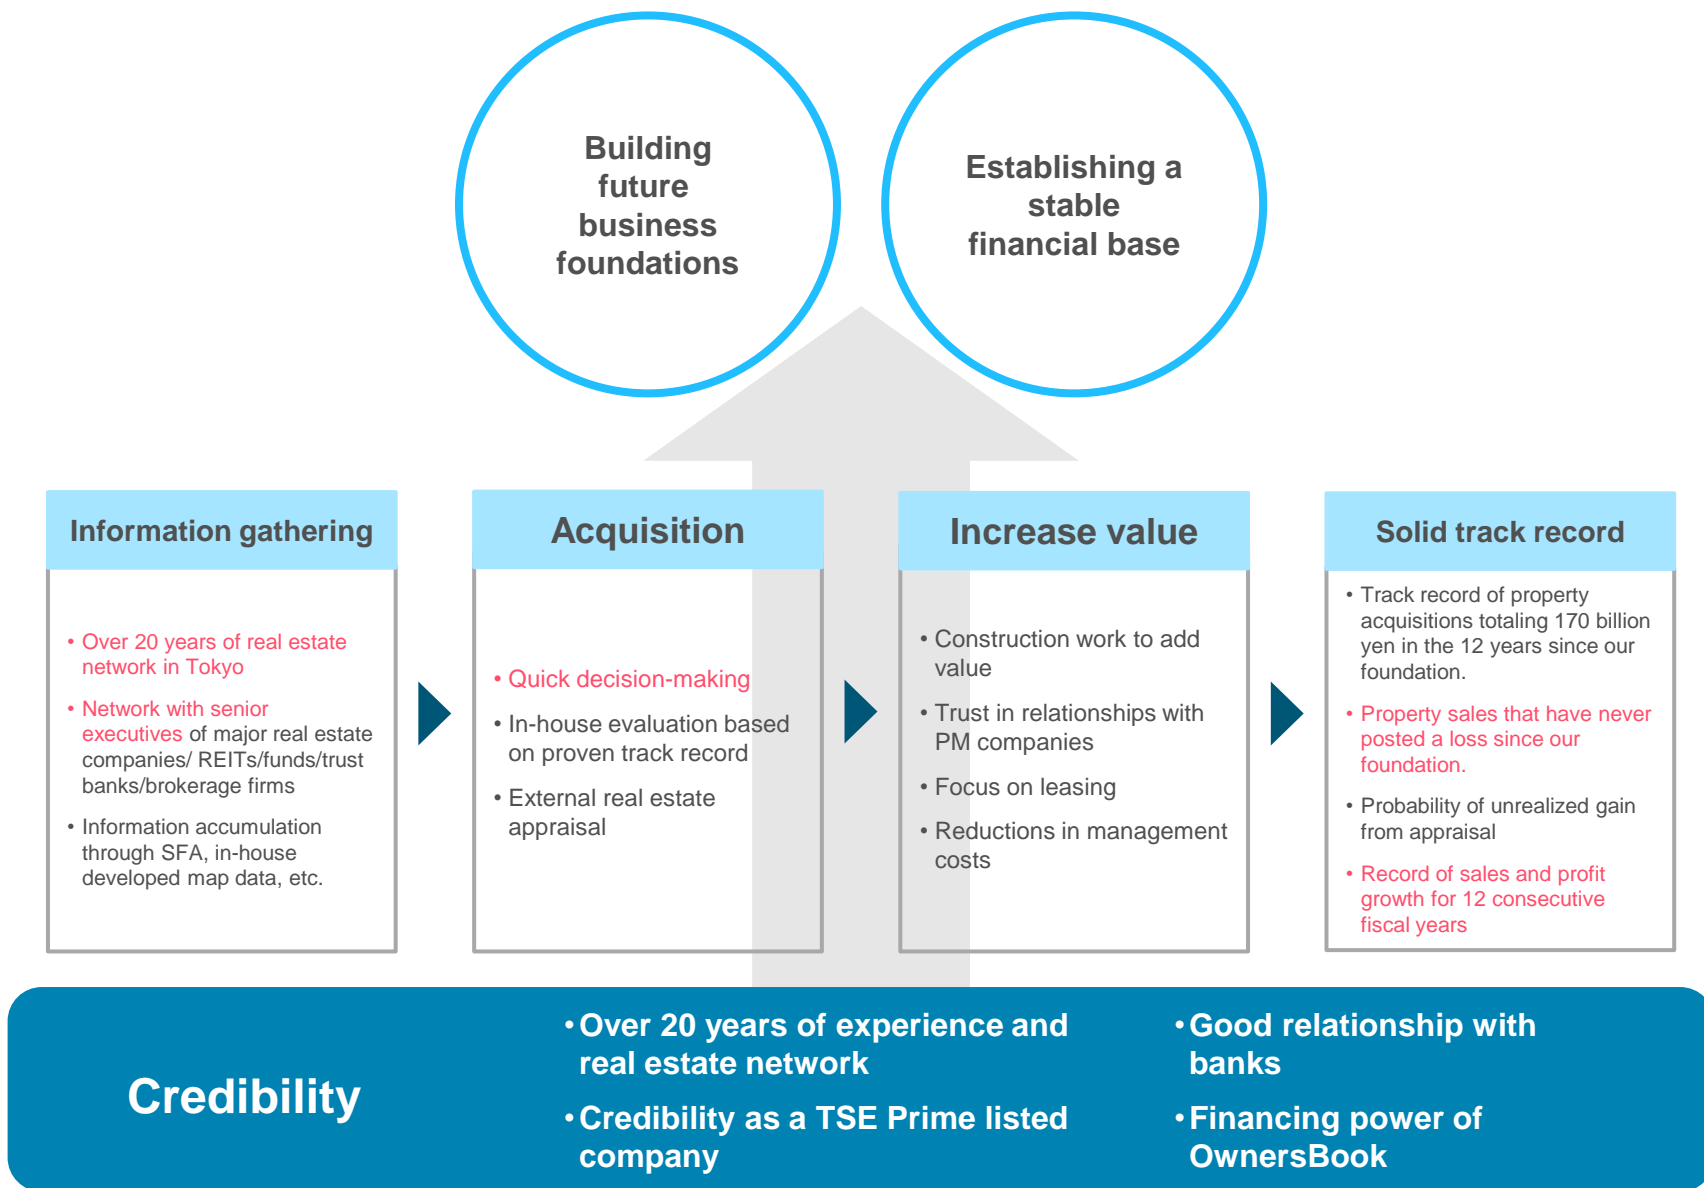 Building
future
business
foundations
Establishing a
stable
financial base
Information gathering
• Over 20 years of real estate
network in Tokyo
• Network with senior
executives of major real estate
companies/ REITs/funds/trust
banks/brokerage firms
• Information accumulation
through SFA, in-house
developed map data, etc.
Acquisition
• Quick decision-making
• In-house evaluation based
on proven track record
• External real estate
appraisal
Increase value
• Construction work to add
value
• Trust in relationships with
PM companies
• Focus on leasing
• Reductions in management
costs
Solid track record
• Track record of property
acquisitions totaling 170 billion
yen in the 12 years since our
foundation.
• Property sales that have never
posted a loss since our
foundation.
• Probability of unrealized gain
from appraisal
• Record of sales and profit
growth for 12 consecutive
fiscal years
Credibility
• Over 20 years of experience and
real estate network
• Credibility as a TSE Prime listed
company
• Good relationship with
banks
• Financing power of
OwnersBook